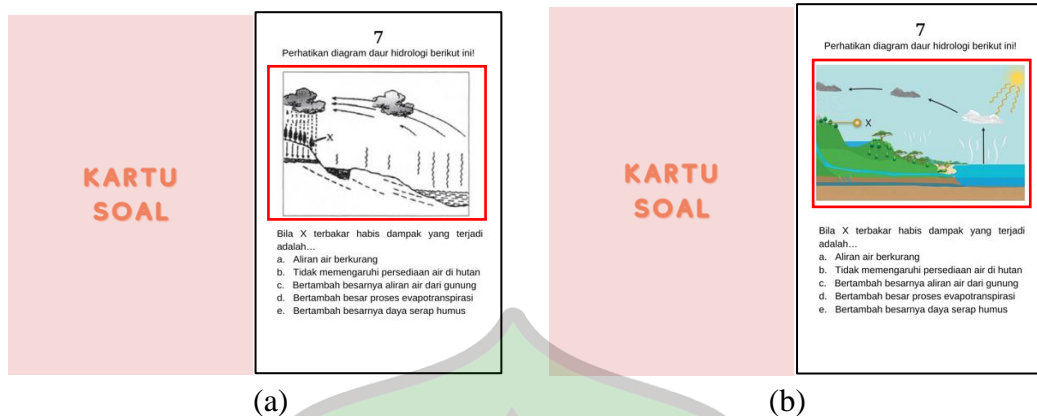 KARTU
SOAL
7
Perhatikan diagram daur hidrologi berikut ini!
X
Bila X terbakar habis dampak yang terjadi
adalah…
a. Aliran air berkurang
b. Tidak memengaruhi persediaan air di hutan
c. Bertambah besarnya aliran air dari gunung
d. Bertambah besar proses evapotranspirasi
e. Bertambah besarnya daya serap humus
(a)
KARTU
SOAL
7
Perhatikan diagram daur hidrologi berikut ini!
X
Bila X terbakar habis dampak yang terjadi
adalah…
a. Aliran air berkurang
b. Tidak memengaruhi persediaan air di hutan
c. Bertambah besarnya aliran air dari gunung
d. Bertambah besar proses evapotranspirasi
e. Bertambah besarnya daya serap humus
(b)